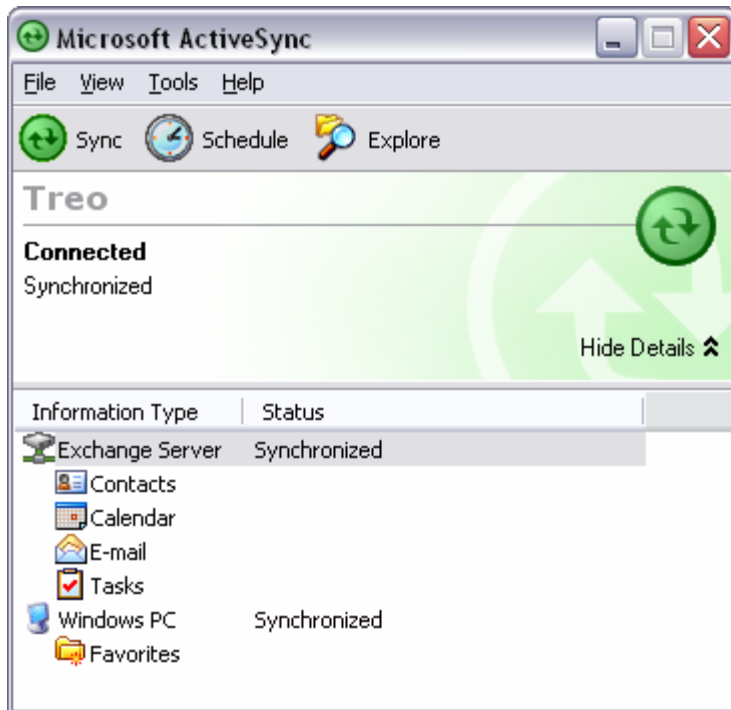 Microsoft ActiveSync
File View Tools Help
Sync Schedule Explore
Treo
Connected
Synchronized
Hide Details
Information Type Status
Exchange Server Synchronized
Contacts
Calendar
E-mail
Tasks
Windows PC Synchronized
Favorites